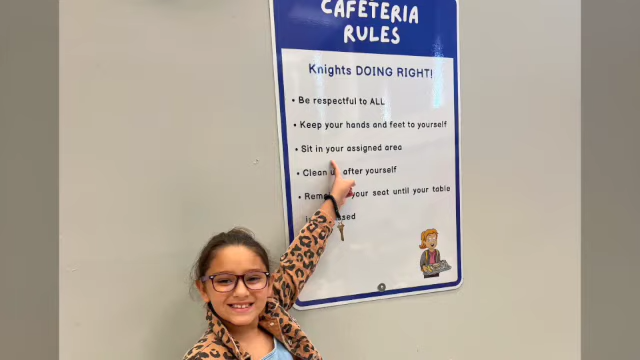 CAFETERIA
RULES
Knights DOING RIGHT!
• Be respectful to ALL
• Keep your hands and feet to yourself
• Sit in your assigned area
• Clean after yourself
your seat until your table